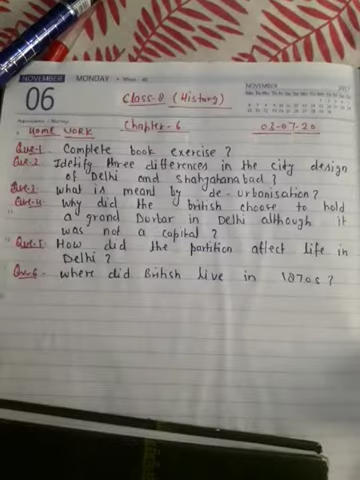 NOVEMBER MONDAY
NOVEMBER 2017
06
Class-8 (History)
HOME WORK Chapter-6 03-07-20
Que-1 Complete book exercise ?
Que-2 Idetify three differences in the city design
of Delhi and Shahjahanabad ?
Que-3 What is meant by de-urbanisation ?
Que-4 Why did the british choose to hold
a grand Durbar in Delhi although it
was not a capital ?
Que-5 How did the partition affect life in
Delhi ?
Que-6 where did British live in 1870s ?